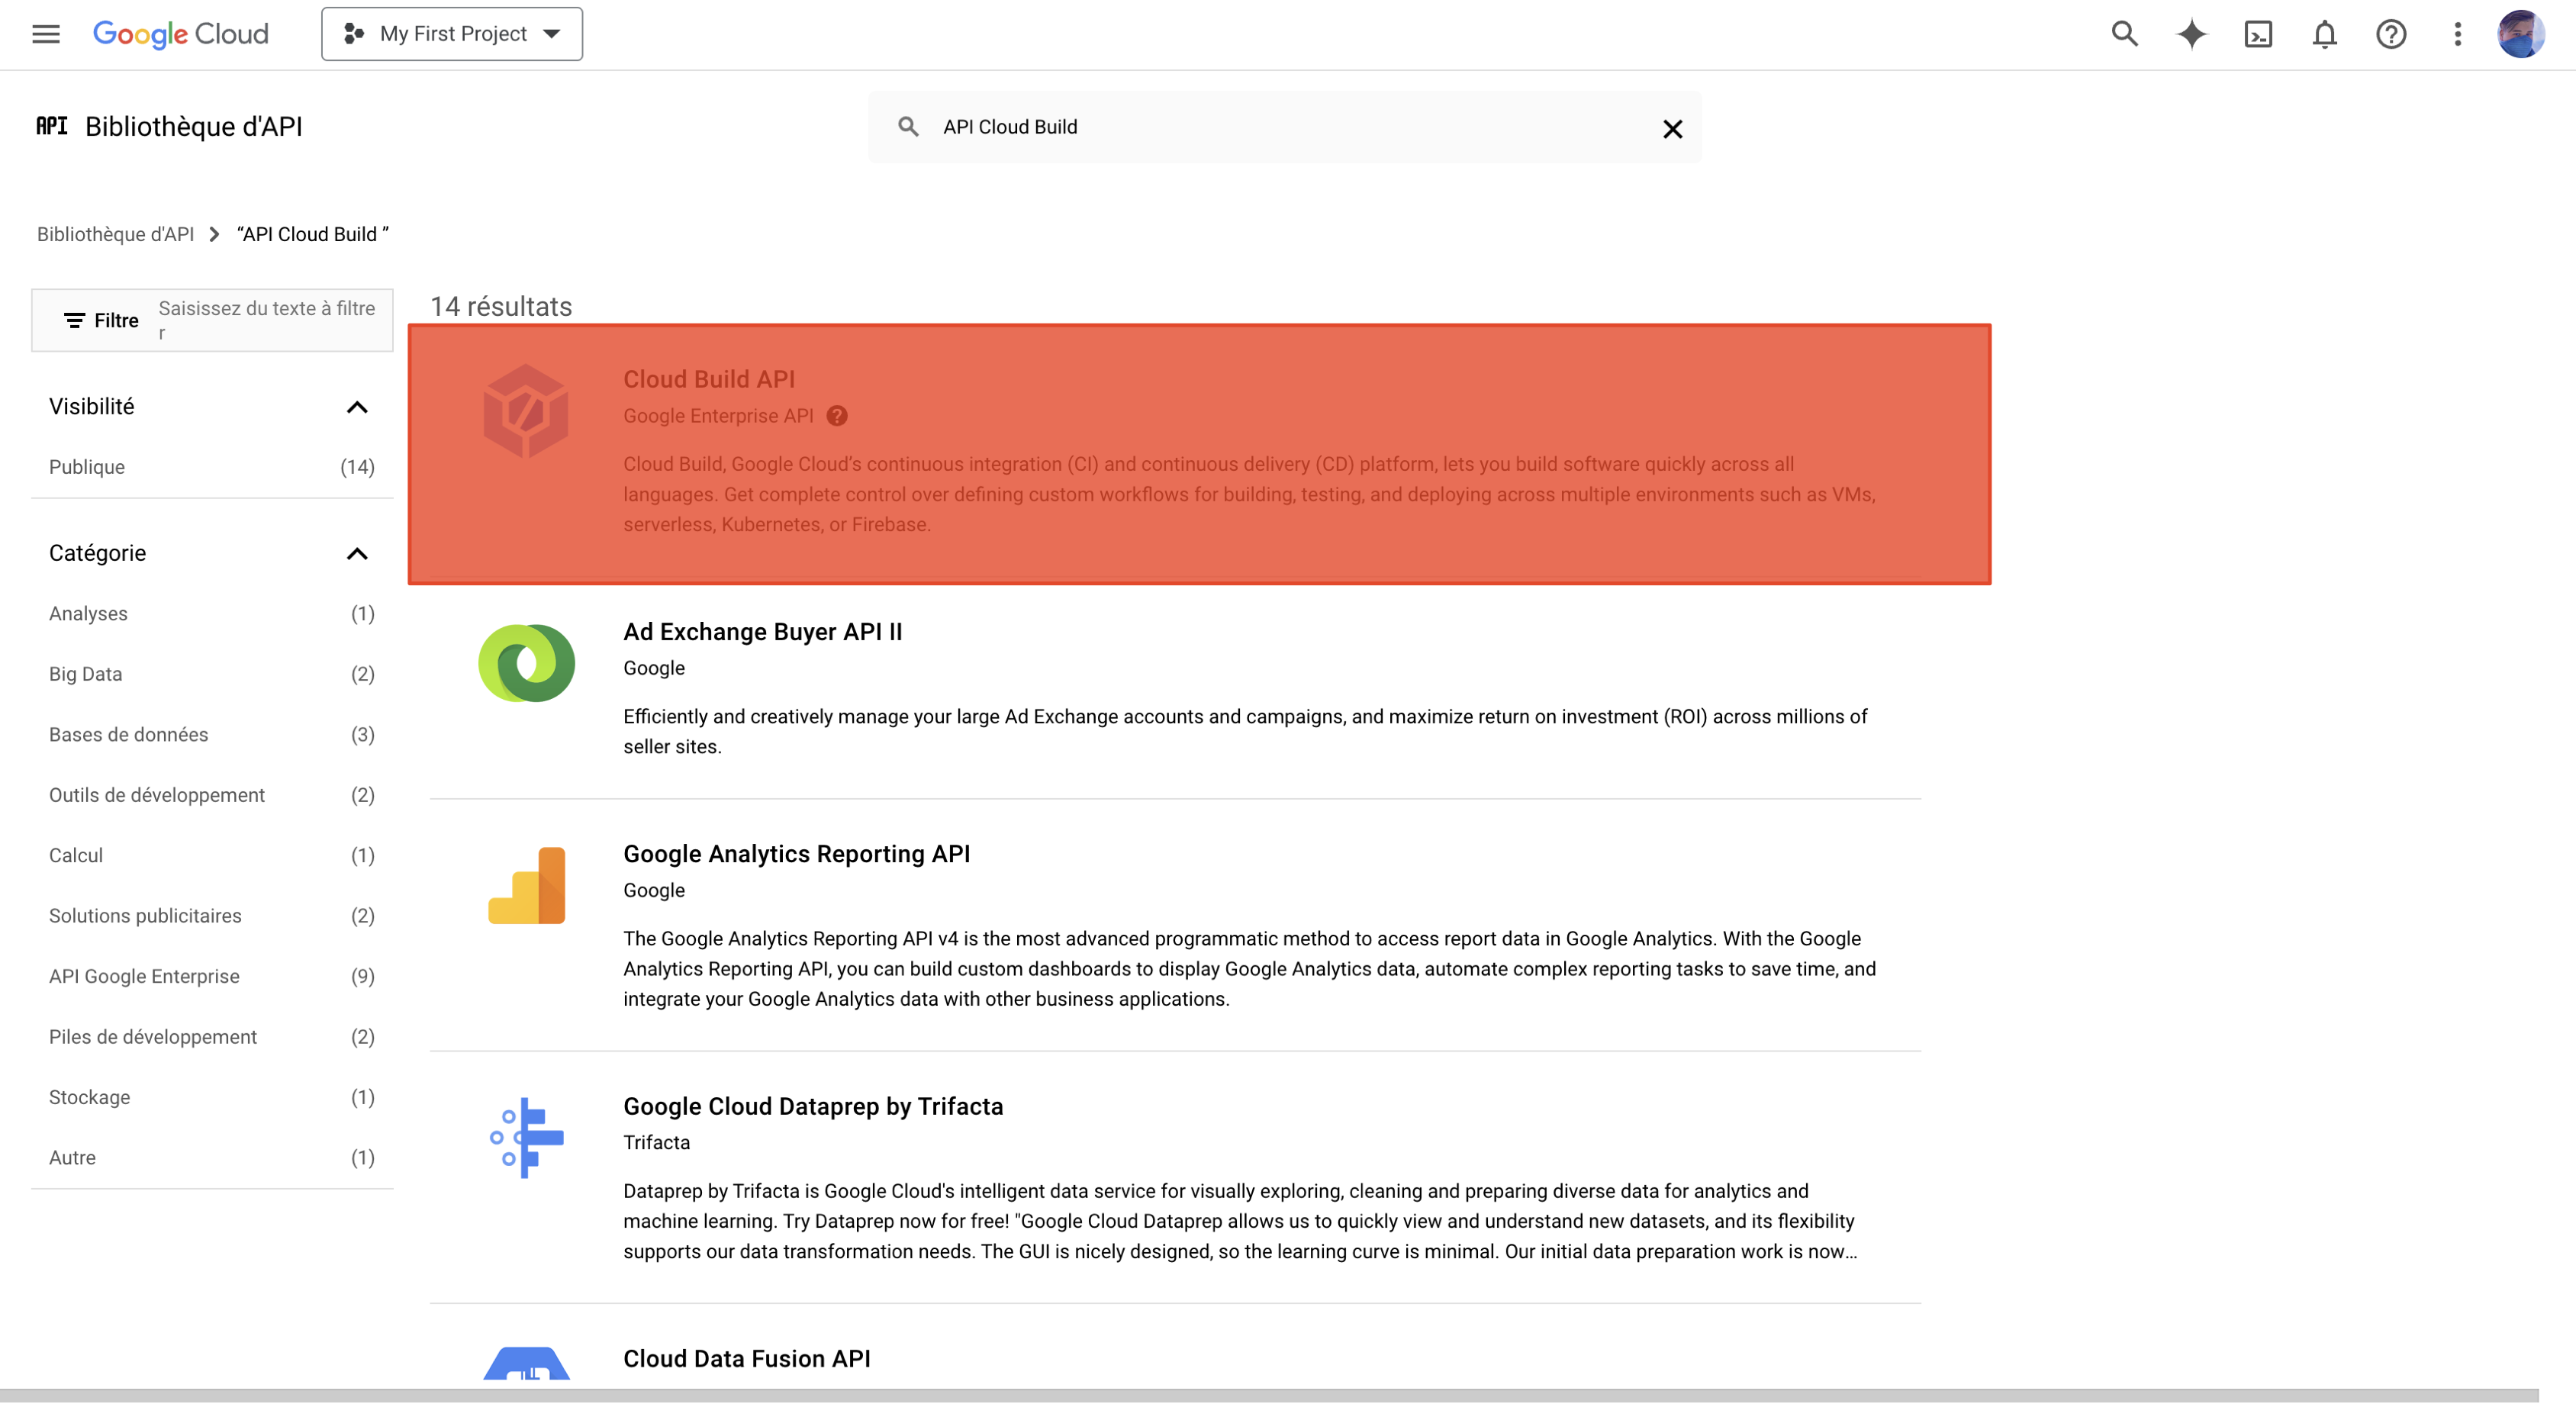 Google Cloud
My First Project
API Bibliothèque d'API
API Cloud Build
Bibliothèque d'API
“API Cloud Build ”
Filtre
Saisissez du texte à filtre
r
14 résultats
Visibilité
Publique (14)
Catégorie
Analyses (1)
Big Data (2)
Bases de données (3)
Outils de développement (2)
Calcul (1)
Solutions publicitaires (2)
API Google Enterprise (9)
Piles de développement (2)
Stockage (1)
Autre (1)
Cloud Build API
Google Enterprise API
Cloud Build, Google Cloud’s continuous integration (CI) and continuous delivery (CD) platform, lets you build software quickly across all
languages. Get complete control over defining custom workflows for building, testing, and deploying across multiple environments such as VMs,
serverless, Kubernetes, or Firebase.
Ad Exchange Buyer API II
Google
Efficiently and creatively manage your large Ad Exchange accounts and campaigns, and maximize return on investment (ROI) across millions of
seller sites.
Google Analytics Reporting API
Google
The Google Analytics Reporting API v4 is the most advanced programmatic method to access report data in Google Analytics. With the Google
Analytics Reporting API, you can build custom dashboards to display Google Analytics data, automate complex reporting tasks to save time, and
integrate your Google Analytics data with other business applications.
Google Cloud Dataprep by Trifacta
Trifacta
Dataprep by Trifacta is Google Cloud's intelligent data service for visually exploring, cleaning and preparing diverse data for analytics and
machine learning. Try Dataprep now for free! "Google Cloud Dataprep allows us to quickly view and understand new datasets, and its flexibility
supports our data transformation needs. The GUI is nicely designed, so the learning curve is minimal. Our initial data preparation work is now…
Cloud Data Fusion API